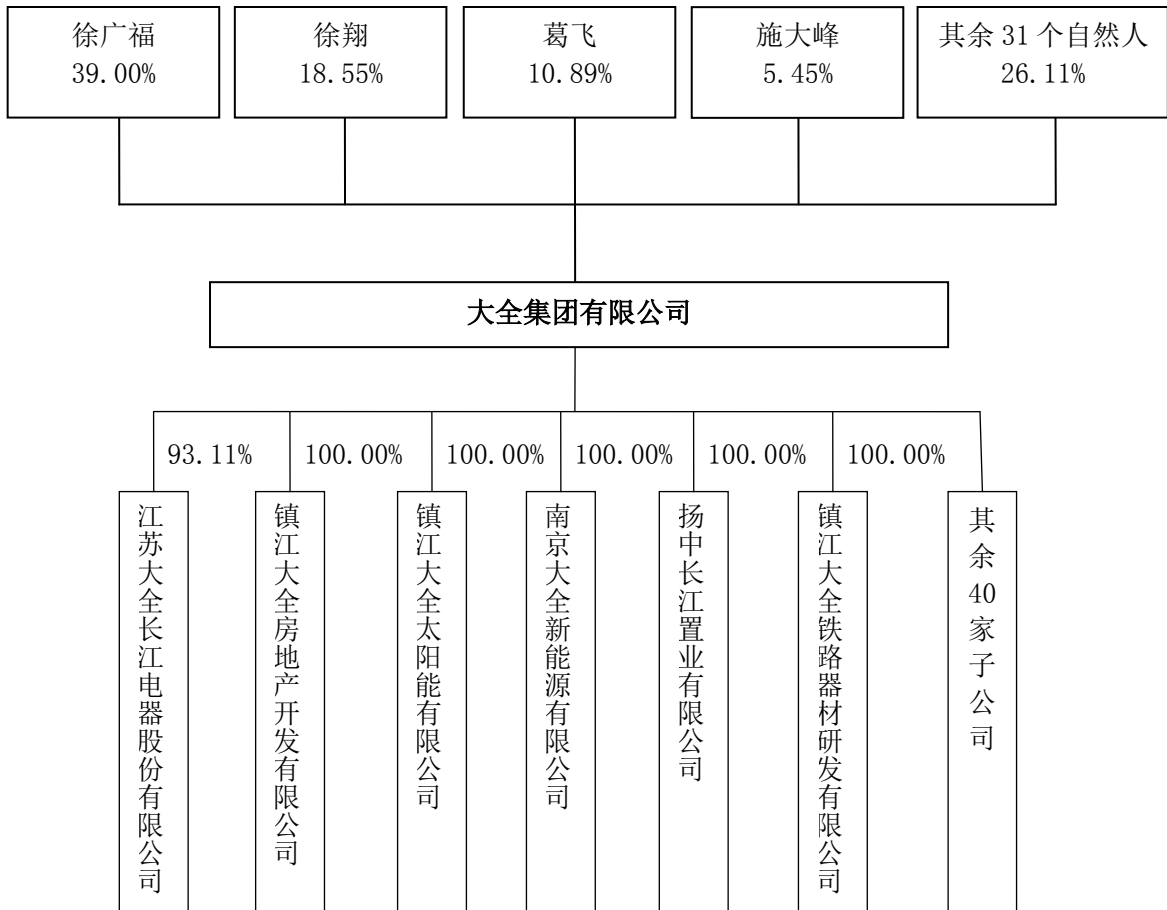 徐广福
39.00%
徐翔
18.55%
葛飞
10.89%
施大峰
5.45%
其余 31 个自然人
26.11%
大全集团有限公司
93.11%
100.00%
100.00%
100.00%
100.00%
100.00%
江苏大全长江电器股份有限公司
镇江大全房地产开发有限公司
镇江大全太阳能有限公司
南京大全新能源有限公司
扬中长江置业有限公司
镇江大全铁路器材研发有限公司
其余 40 家子公司